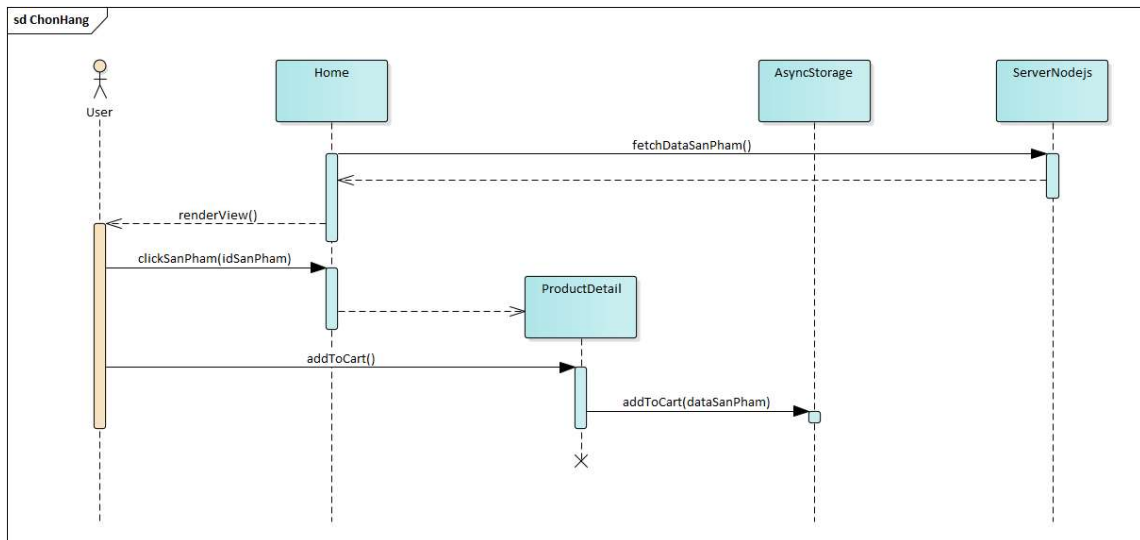 sd ChonHang
Home
AsyncStorage
ServerNodejs
User
fetchDataSanPham()
renderView()
clickSanPham(idSanPham)
ProductDetail
addToCart()
addToCart(dataSanPham)